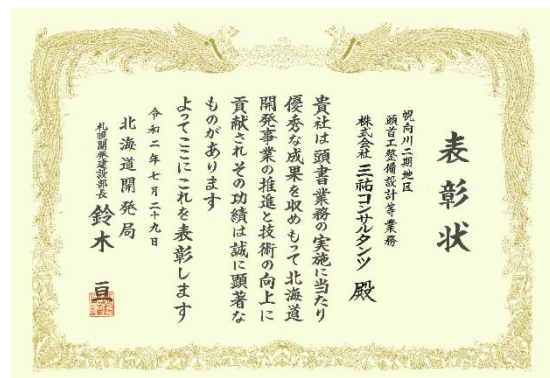 表彰状
幌向川二期地区
頭首工整備設計等業務
株式会社 三祐コンサルタンツ 殿
貴社は頭書業務の実施に当たり
優秀な成果を収めもって北海道
開発事業の推進と技術の向上に
貢献されその功績は誠に顕著な
ものがあります
よってここにこれを表彰します
令和二年七月二十九日
北海道開発局
札幌開発建設部長 鈴木 亘